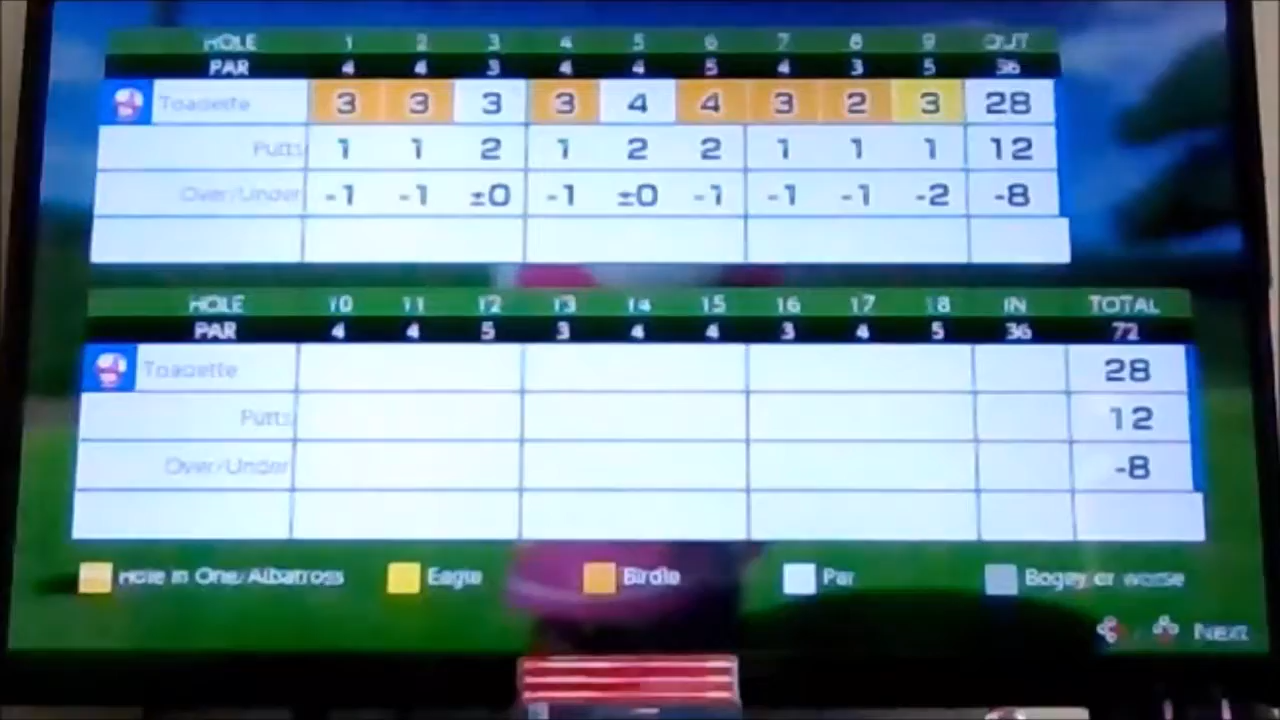 HOLE 1 2 3 4 5 6 7 8 9 OUT
PAR 4 4 3 4 4 5 4 3 5 36
Toadette 3 3 3 3 4 4 3 2 3 28
Putts 1 1 2 1 2 2 1 1 1 12
Over/Under -1 -1 ±0 -1 ±0 -1 -1 -1 -2 -8
HOLE 10 11 12 13 14 15 16 17 18 IN TOTAL
PAR 4 4 5 3 4 4 3 4 5 36 72
Toadette 28
Putts 12
Over/Under -8
Hole in One/Albatross Eagle Birdie Par Bogey or worse
Next